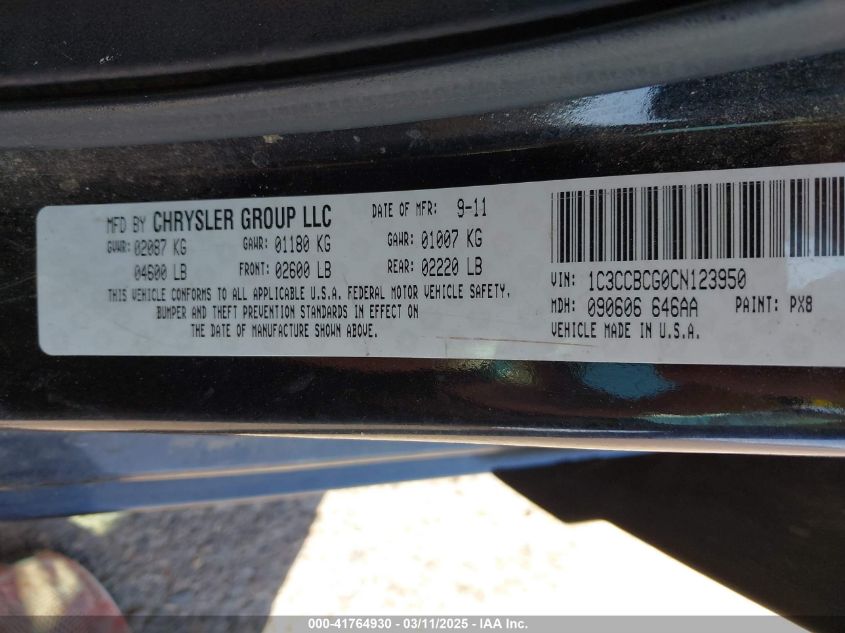 MFD BY CHRYSLER GROUP LLC DATE OF MFR: 9-11
GVWR: 02087 KG GAWR: 01180 KG GAWR: 01007 KG
04600 LB FRONT: 02600 LB REAR: 02220 LB
THIS VEHICLE CONFORMS TO ALL APPLICABLE U.S.A. FEDERAL MOTOR VEHICLE SAFETY,
BUMPER AND THEFT PREVENTION STANDARDS IN EFFECT ON
THE DATE OF MANUFACTURE SHOWN ABOVE.
VIN: 1C3CCBCG0CN123950
MDH: 090606 646AA PAINT: PX8
VEHICLE MADE IN U.S.A.
000-41764930 - 03/11/2025 - IAA Inc.